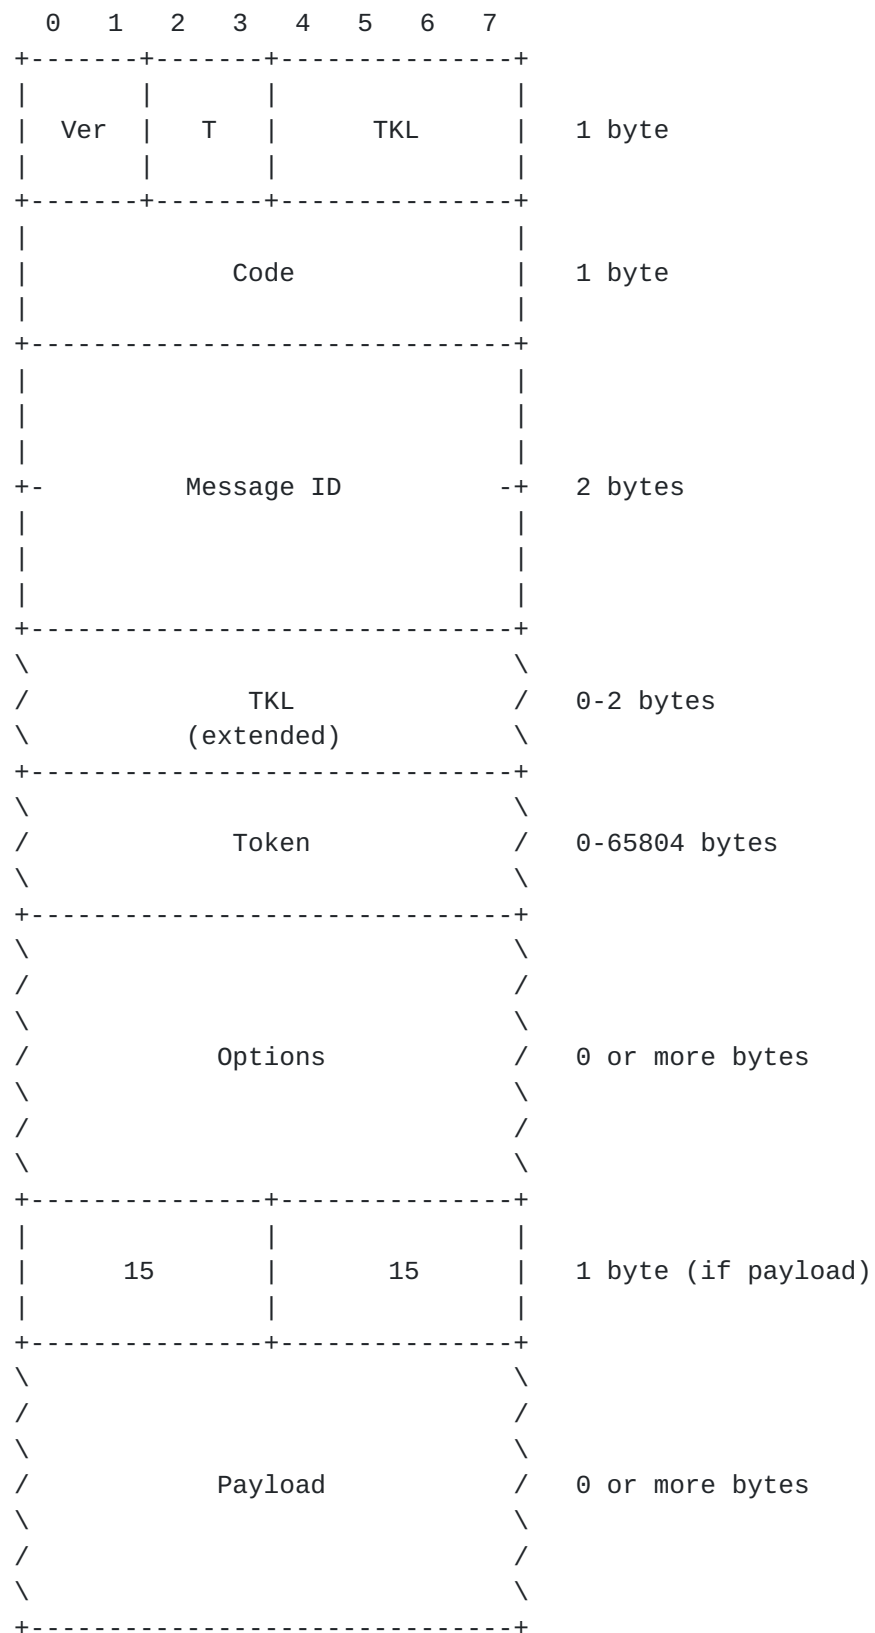 0 1 2 3 4 5 6 7
Ver T TKL 1 byte
Code 1 byte
Message ID 2 bytes
TKL 0-2 bytes
(extended)
Token 0-65804 bytes
Options 0 or more bytes
15 15 1 byte (if payload)
Payload 0 or more bytes